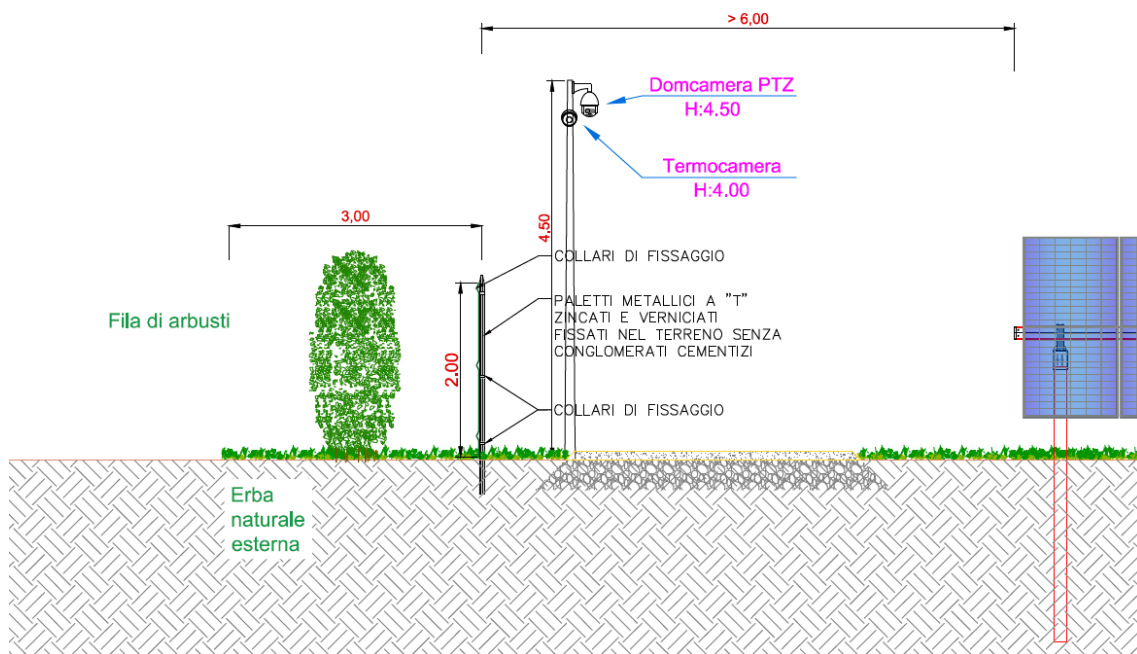 > 6,00
Domcamera PTZ
H:4.50
Termocamera
H:4.00
3,00
4.50
COLLARI DI FISSAGGIO
PALETTI METALLICI A "T"
ZINCATI E VERNICIATI
FISSATI NEL TERRENO SENZA
CONGLOMERATI CEMENTIZI
Fila di arbusti
2.00
COLLARI DI FISSAGGIO
Erba
naturale
esterna